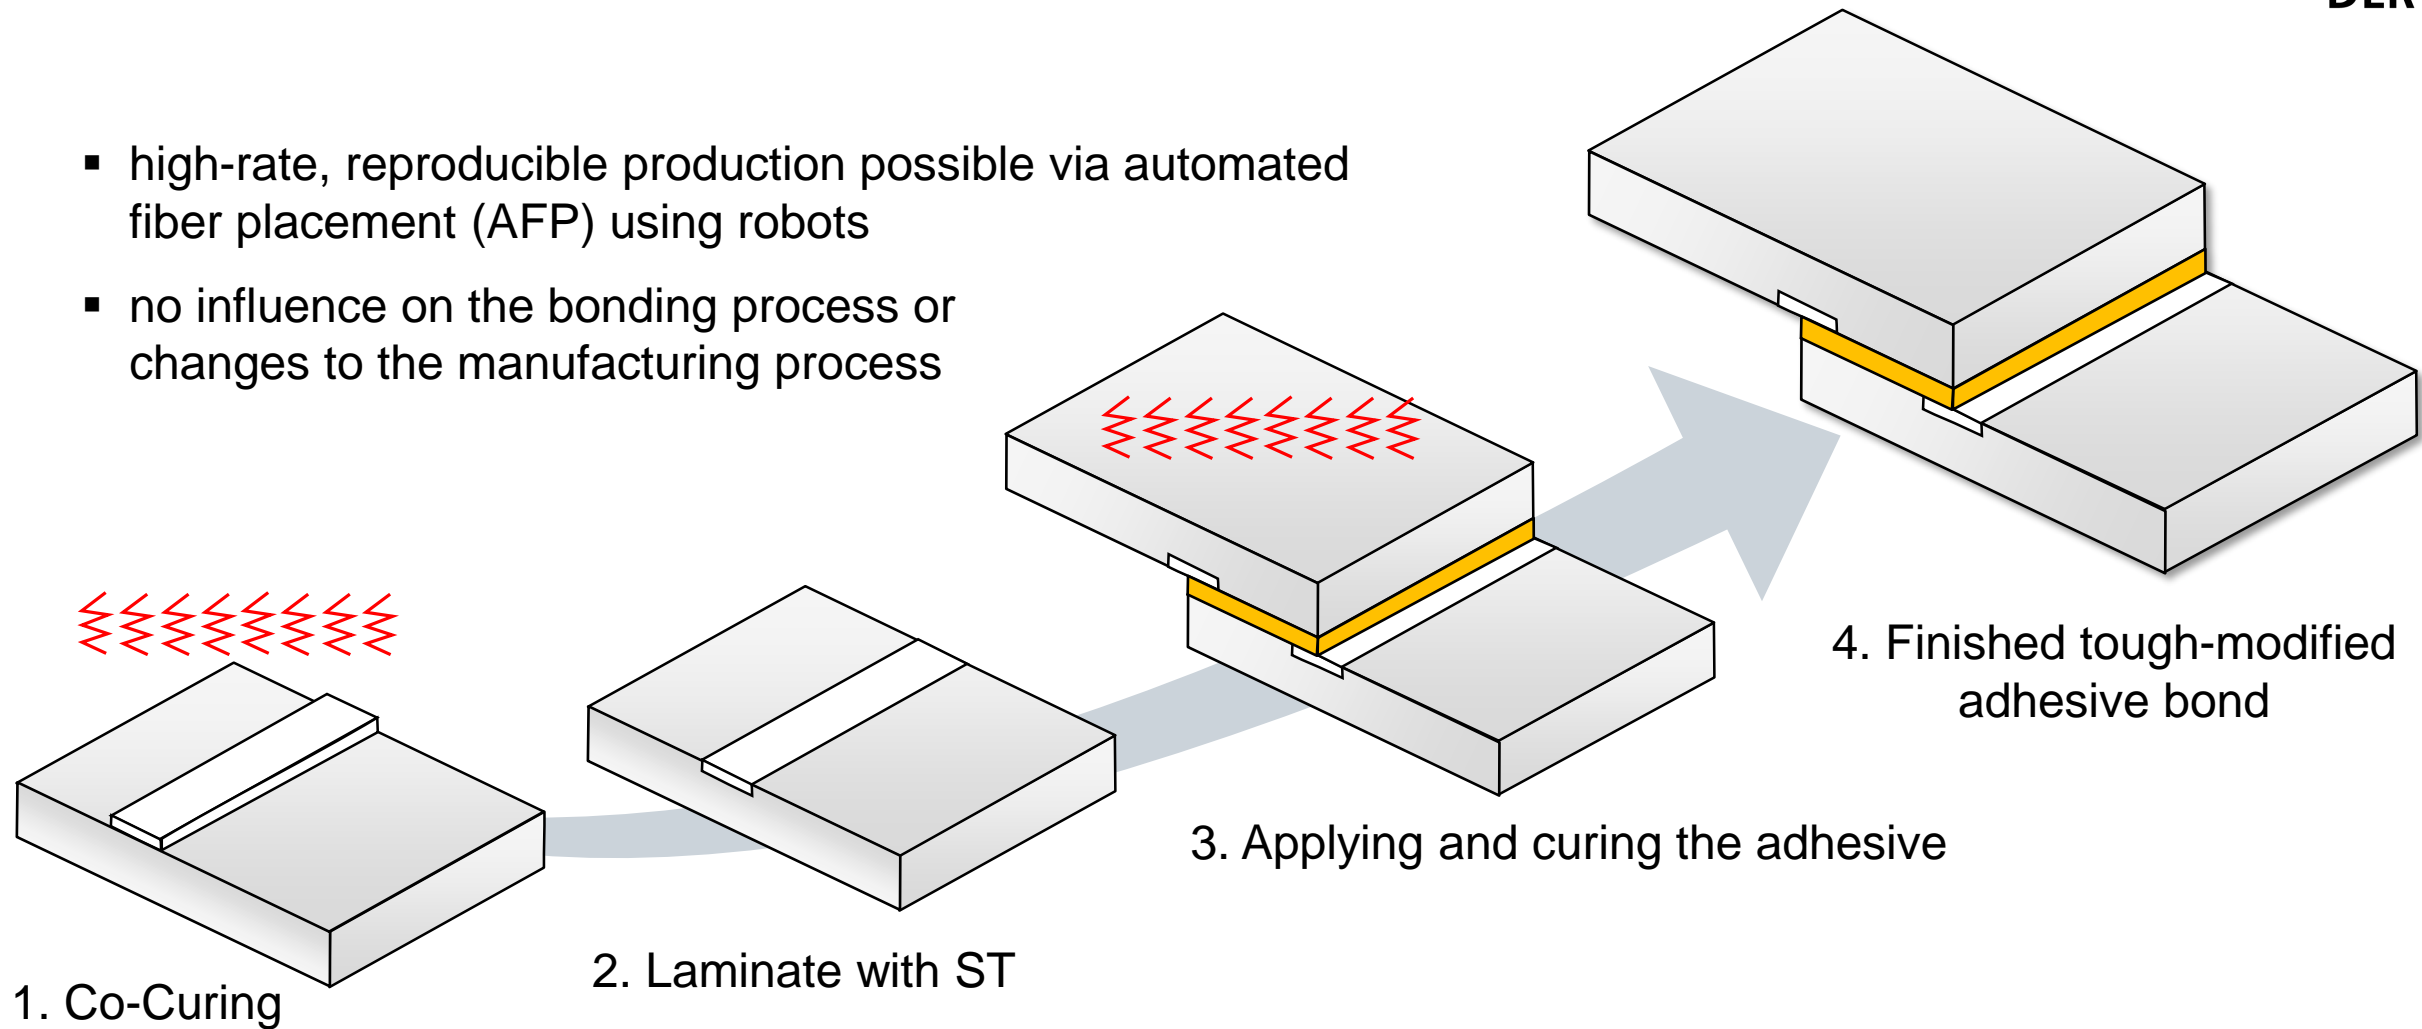 ▪ high-rate, reproducible production possible via automated
fiber placement (AFP) using robots
▪ no influence on the bonding process or
changes to the manufacturing process
1. Co-Curing
2. Laminate with ST
3. Applying and curing the adhesive
4. Finished tough-modified
adhesive bond